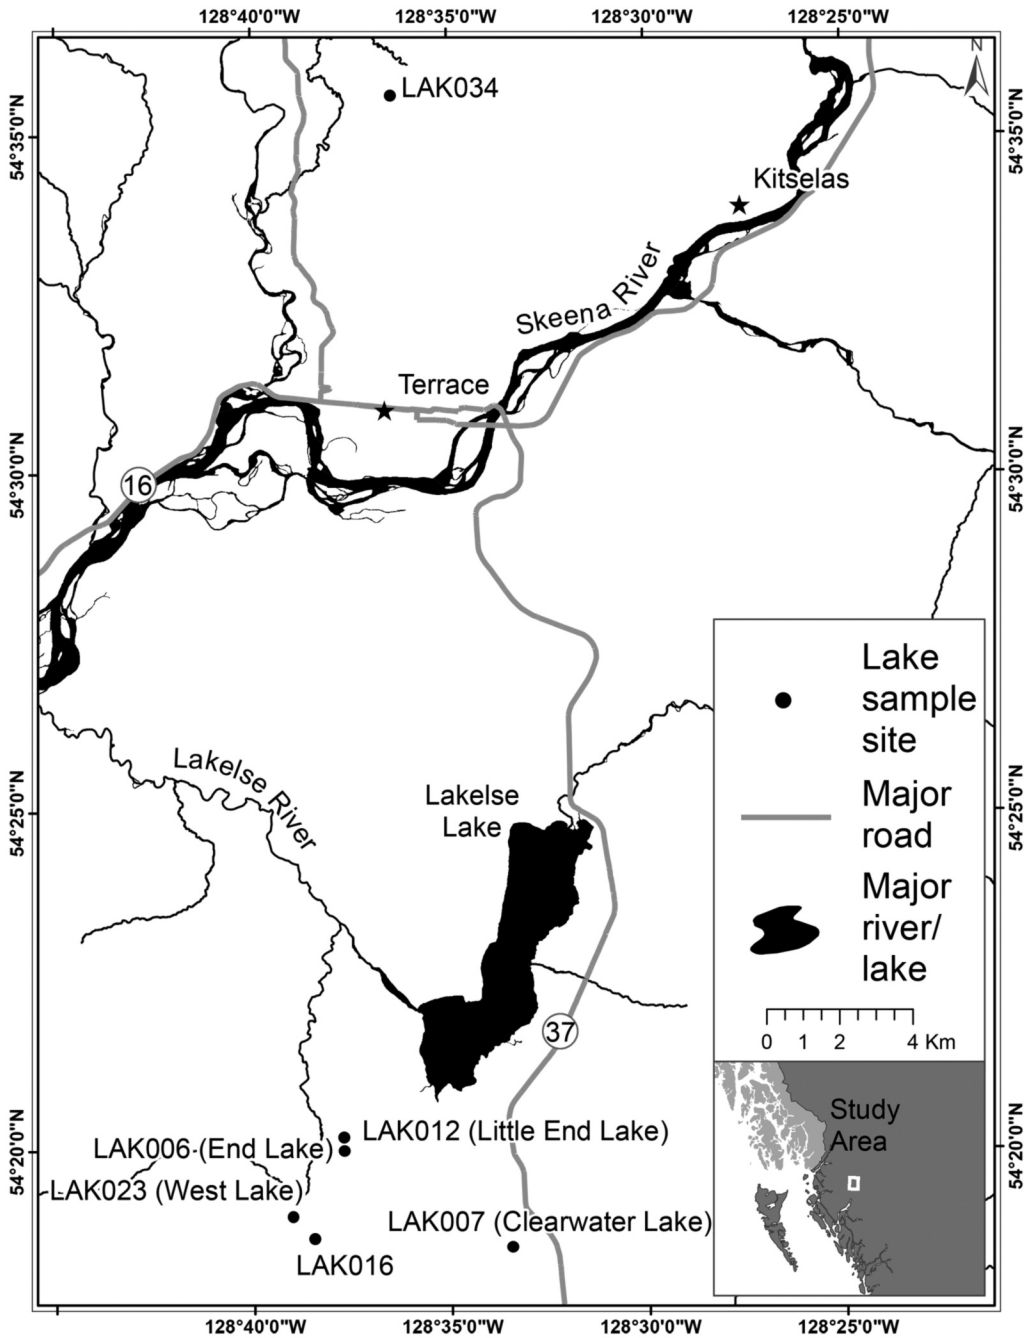 128°40'0"W 128°35'0"W 128°30'0"W 128°25'0"W
N
LAK034
54°35'0"N
54°35'0"N
Kitselas
Skeena River
Terrace
16
54°30'0"N
54°30'0"N
Lake
sample
site
Lakelse River
Lakelse
Lake
54°25'0"N
54°25'0"N
Major
road
Major
river/
lake
37
0 1 2 4 Km
Study
Area
LAK012 (Little End Lake)
LAK006 (End Lake)
54°20'0"N
54°20'0"N
LAK023 (West Lake)
LAK007 (Clearwater Lake)
LAK016
128°40'0"W 128°35'0"W 128°30'0"W 128°25'0"W